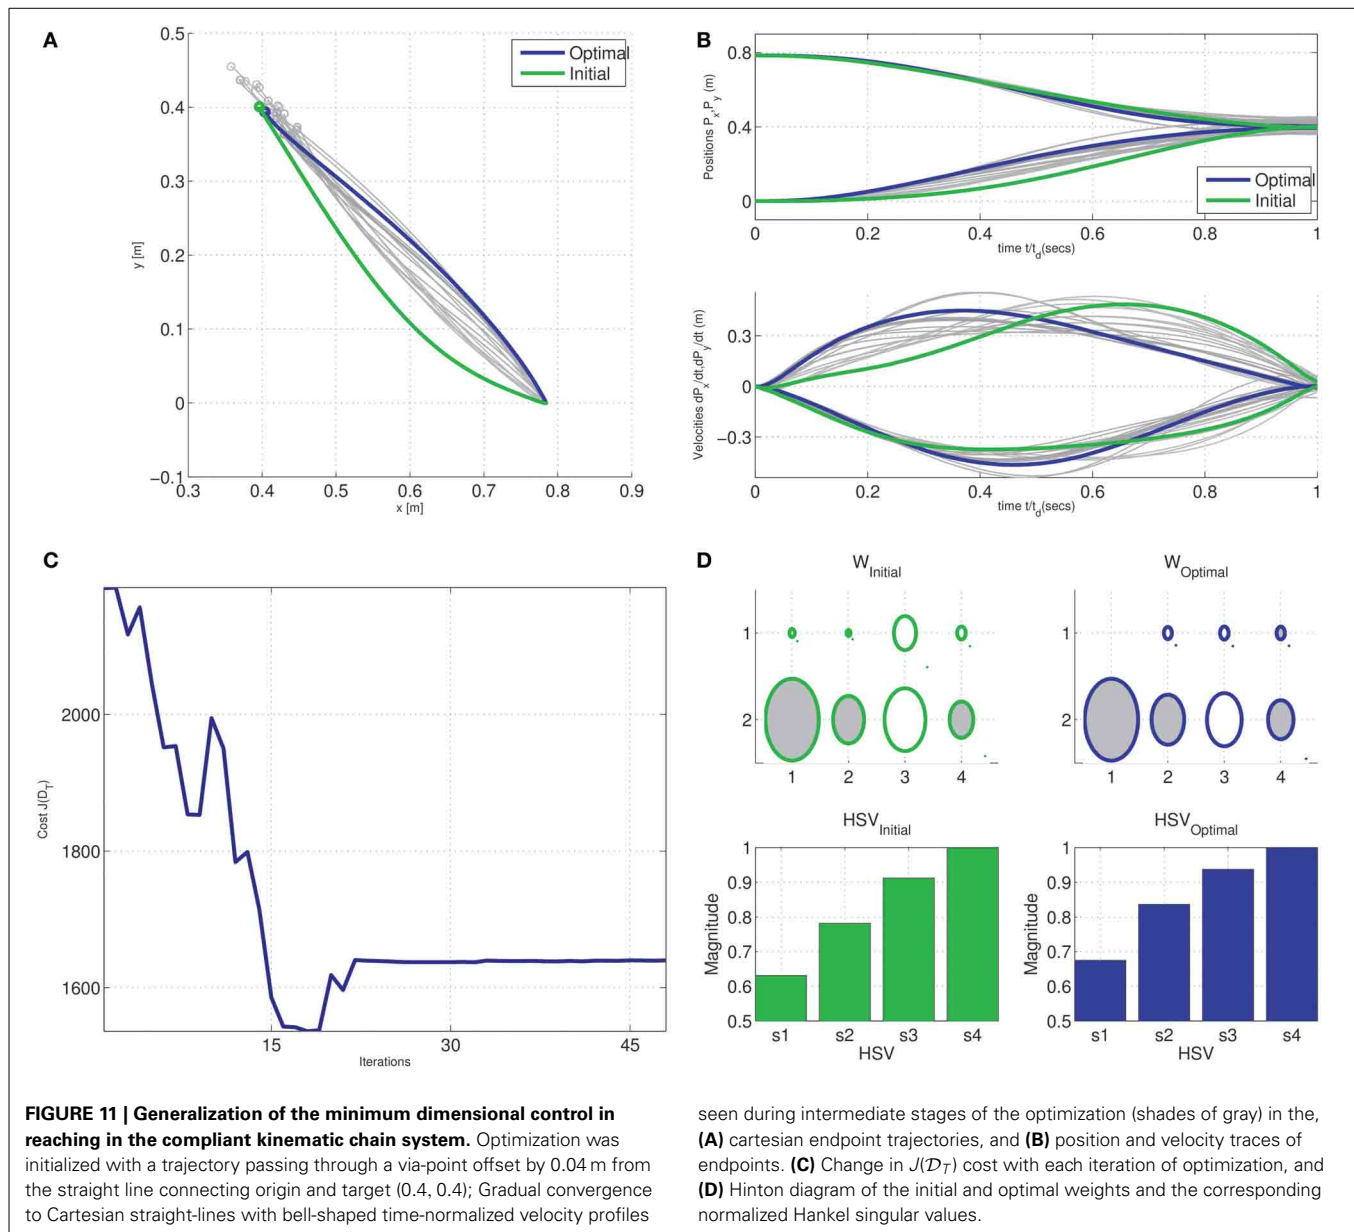 A
0.5
0.4
0.3
0.2
0.1
0
−0.1
y [m]
0.3 0.4 0.5 0.6 0.7 0.8 0.9
x [m]
Optimal
Initial
B
0.8
0.4
0
Positions P_x,P_y (m)
Optimal
Initial
0 0.2 0.4 0.6 0.8 1
time t/t_d(secs)
0.3
0
−0.3
Velocities dP_x/dt,dP_y/dt (m)
0 0.2 0.4 0.6 0.8 1
time t/t_d(secs)
C
2000
1800
1600
Cost J(D_T)
15 30 45
Iterations
D
W_Initial
1
2
1 2 3 4
W_Optimal
1
2
1 2 3 4
HSV_Initial
1
0.9
0.8
0.7
0.6
0.5
Magnitude
s1 s2 s3 s4
HSV
HSV_Optimal
1
0.9
0.8
0.7
0.6
0.5
Magnitude
s1 s2 s3 s4
HSV
FIGURE 11 | Generalization of the minimum dimensional control in
reaching in the compliant kinematic chain system. Optimization was
initialized with a trajectory passing through a via-point offset by 0.04 m from
the straight line connecting origin and target (0.4, 0.4); Gradual convergence
to Cartesian straight-lines with bell-shaped time-normalized velocity profiles
seen during intermediate stages of the optimization (shades of gray) in the,
(A) cartesian endpoint trajectories, and (B) position and velocity traces of
endpoints. (C) Change in J(D_T) cost with each iteration of optimization, and
(D) Hinton diagram of the initial and optimal weights and the corresponding
normalized Hankel singular values.